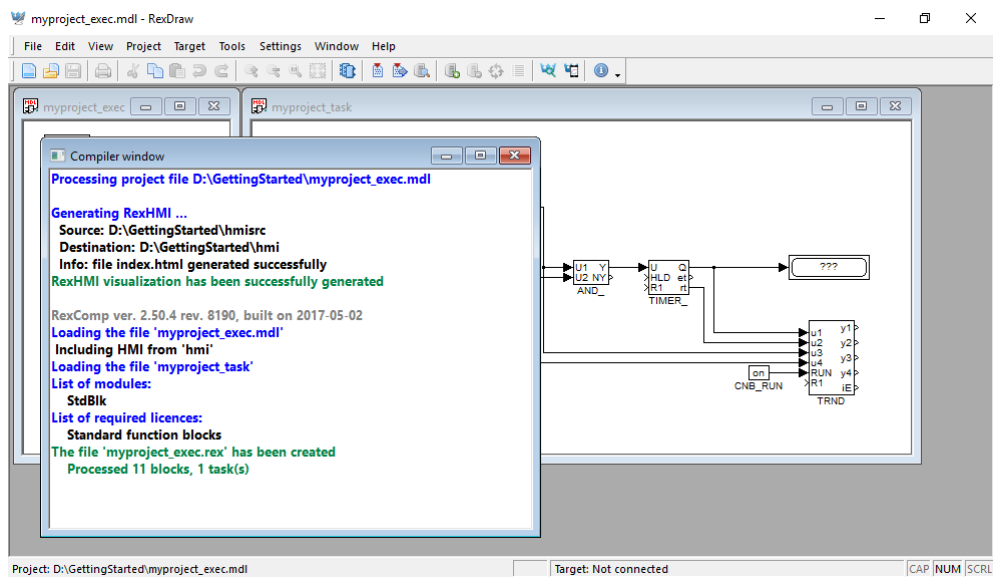 myproject_exec.mdl - RexDraw
File Edit View Project Target Tools Settings Window Help
myproject_exec
myproject_task
Compiler window
Processing project file D:\GettingStarted\myproject_exec.mdl
Generating RexHMI ...
Source: D:\GettingStarted\hmisrc
Destination: D:\GettingStarted\hmi
Info: file index.html generated successfully
RexHMI visualization has been successfully generated
RexComp ver. 2.50.4 rev. 8190, built on 2017-05-02
Loading the file 'myproject_exec.mdl'
Including HMI from 'hmi'
Loading the file 'myproject_task'
List of modules:
StdBlk
List of required licences:
Standard function blocks
The file 'myproject_exec.rex' has been created
Processed 11 blocks, 1 task(s)
U1 Y
U2 NY
AND_
U Q
HLD et
R1 rt
TIMER_
???
u1 y1
u2 y2
u3 y3
u4 y4
RUN
R1 iE
TRND
on
CNB_RUN
Project: D:\GettingStarted\myproject_exec.mdl
Target: Not connected
CAP NUM SCRL